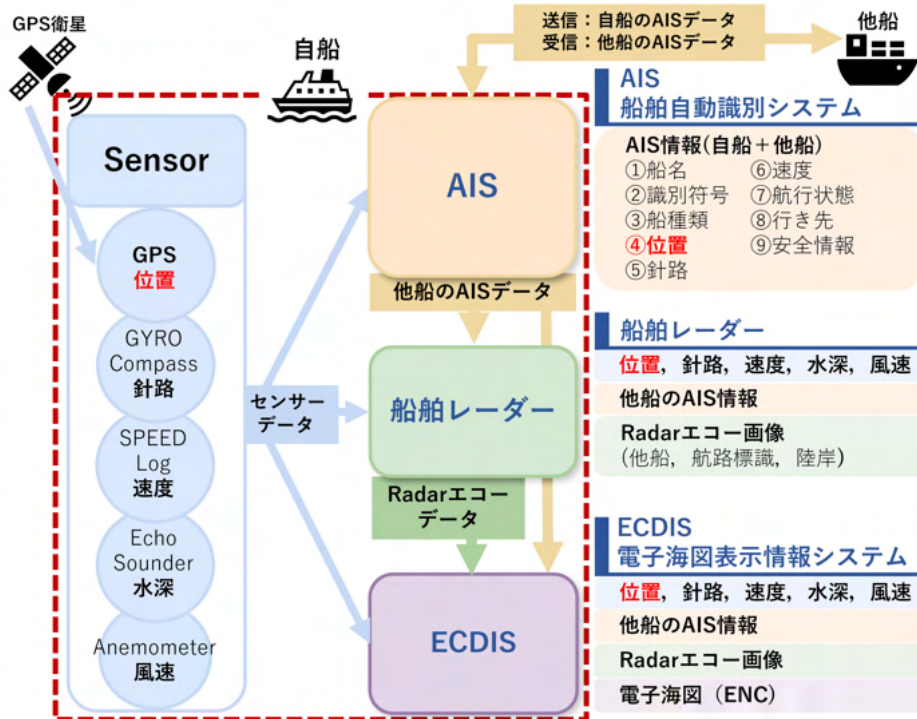 GPS衛星
自船
送信：自船のAISデータ
受信：他船のAISデータ
他船
Sensor
GPS
位置
GYRO
Compass
針路
SPEED
Log
速度
Echo
Sounder
水深
Anemometer
風速
センサー
データ
AIS
他船のAISデータ
船舶レーダー
Radarエコー
データ
ECDIS
AIS
船舶自動識別システム
AIS情報(自船＋他船)
①船名
②識別符号
③船種類
④位置
⑤針路
⑥速度
⑦航行状態
⑧行き先
⑨安全情報
船舶レーダー
位置，針路，速度，水深，風速
他船のAIS情報
Radarエコー画像
(他船，航路標識，陸岸）
ECDIS
電子海図表示情報システム
位置，針路，速度，水深，風速
他船のAIS情報
Radarエコー画像
電子海図（ENC）